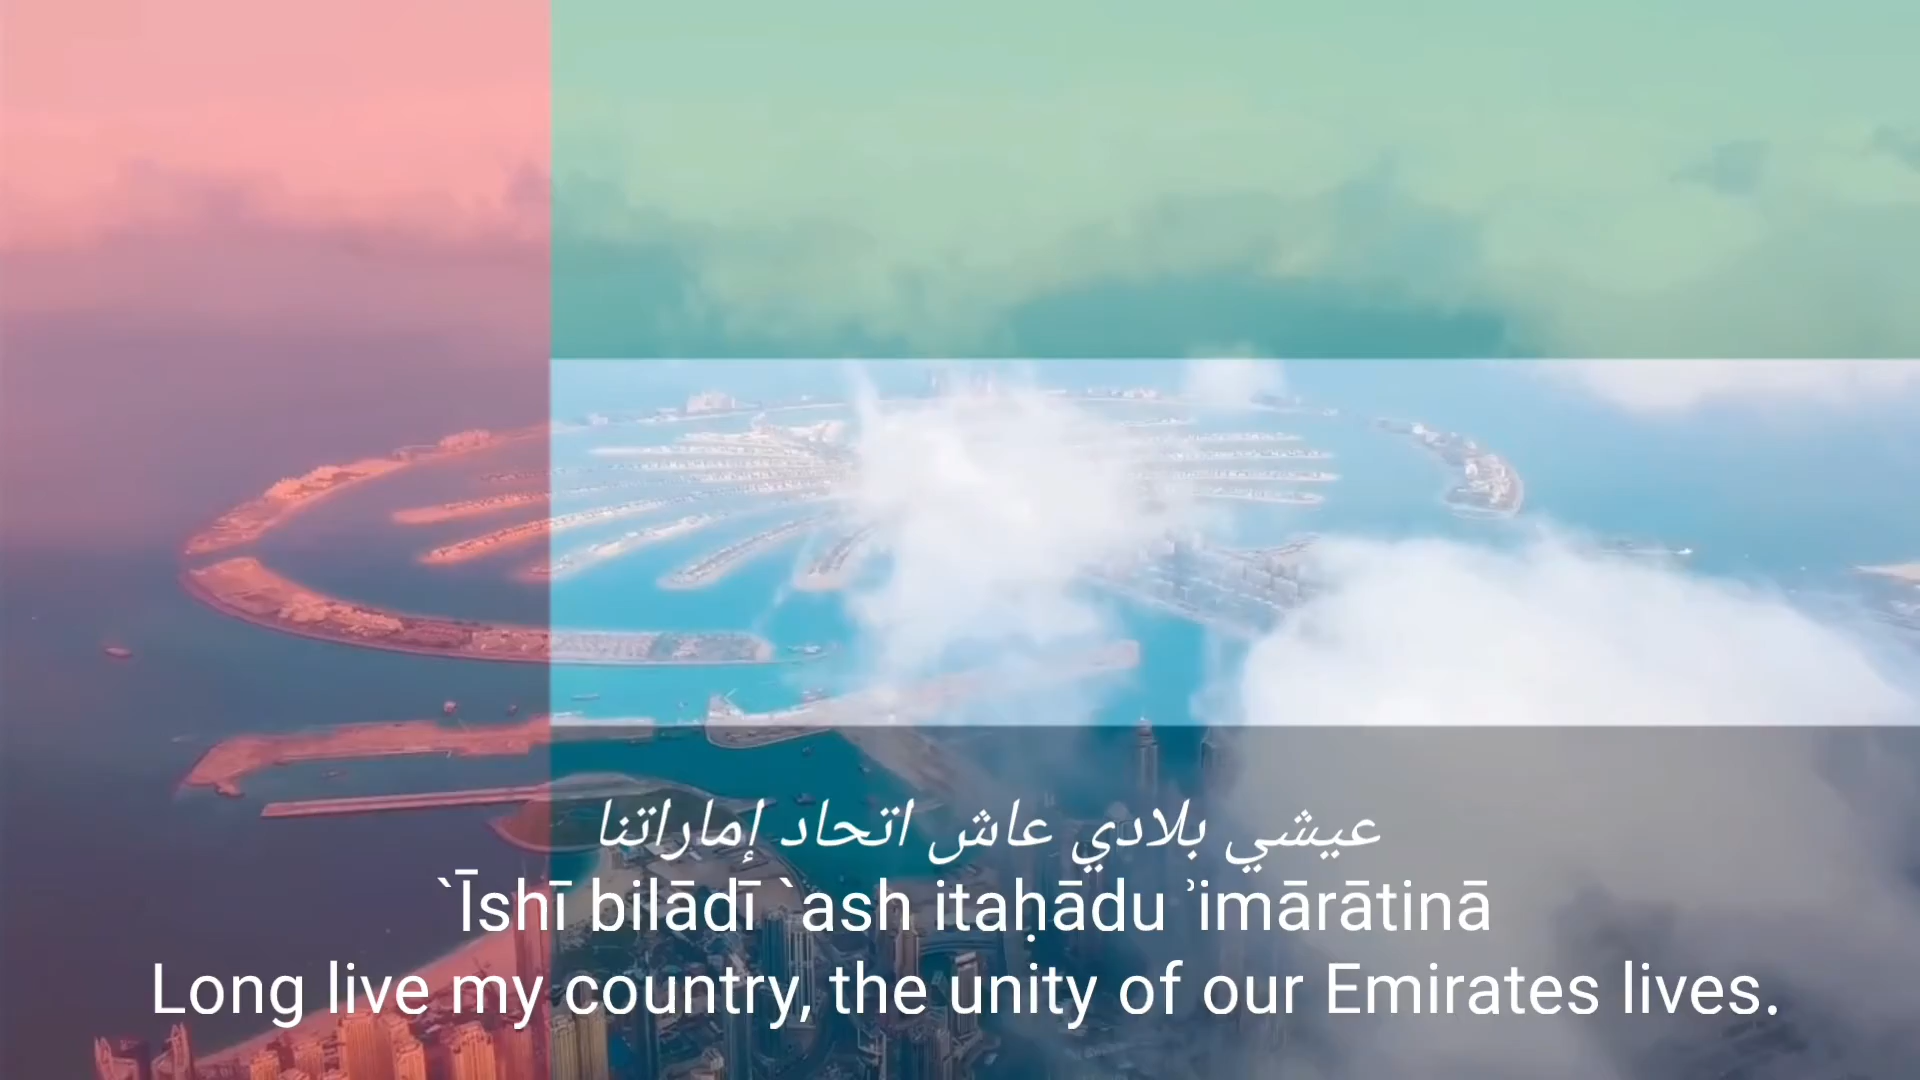 عيشي بلادي عاش اتحاد إماراتنا
`Īshī bilādī `ash itaḥādu ʾimārātinā
Long live my country, the unity of our Emirates lives.